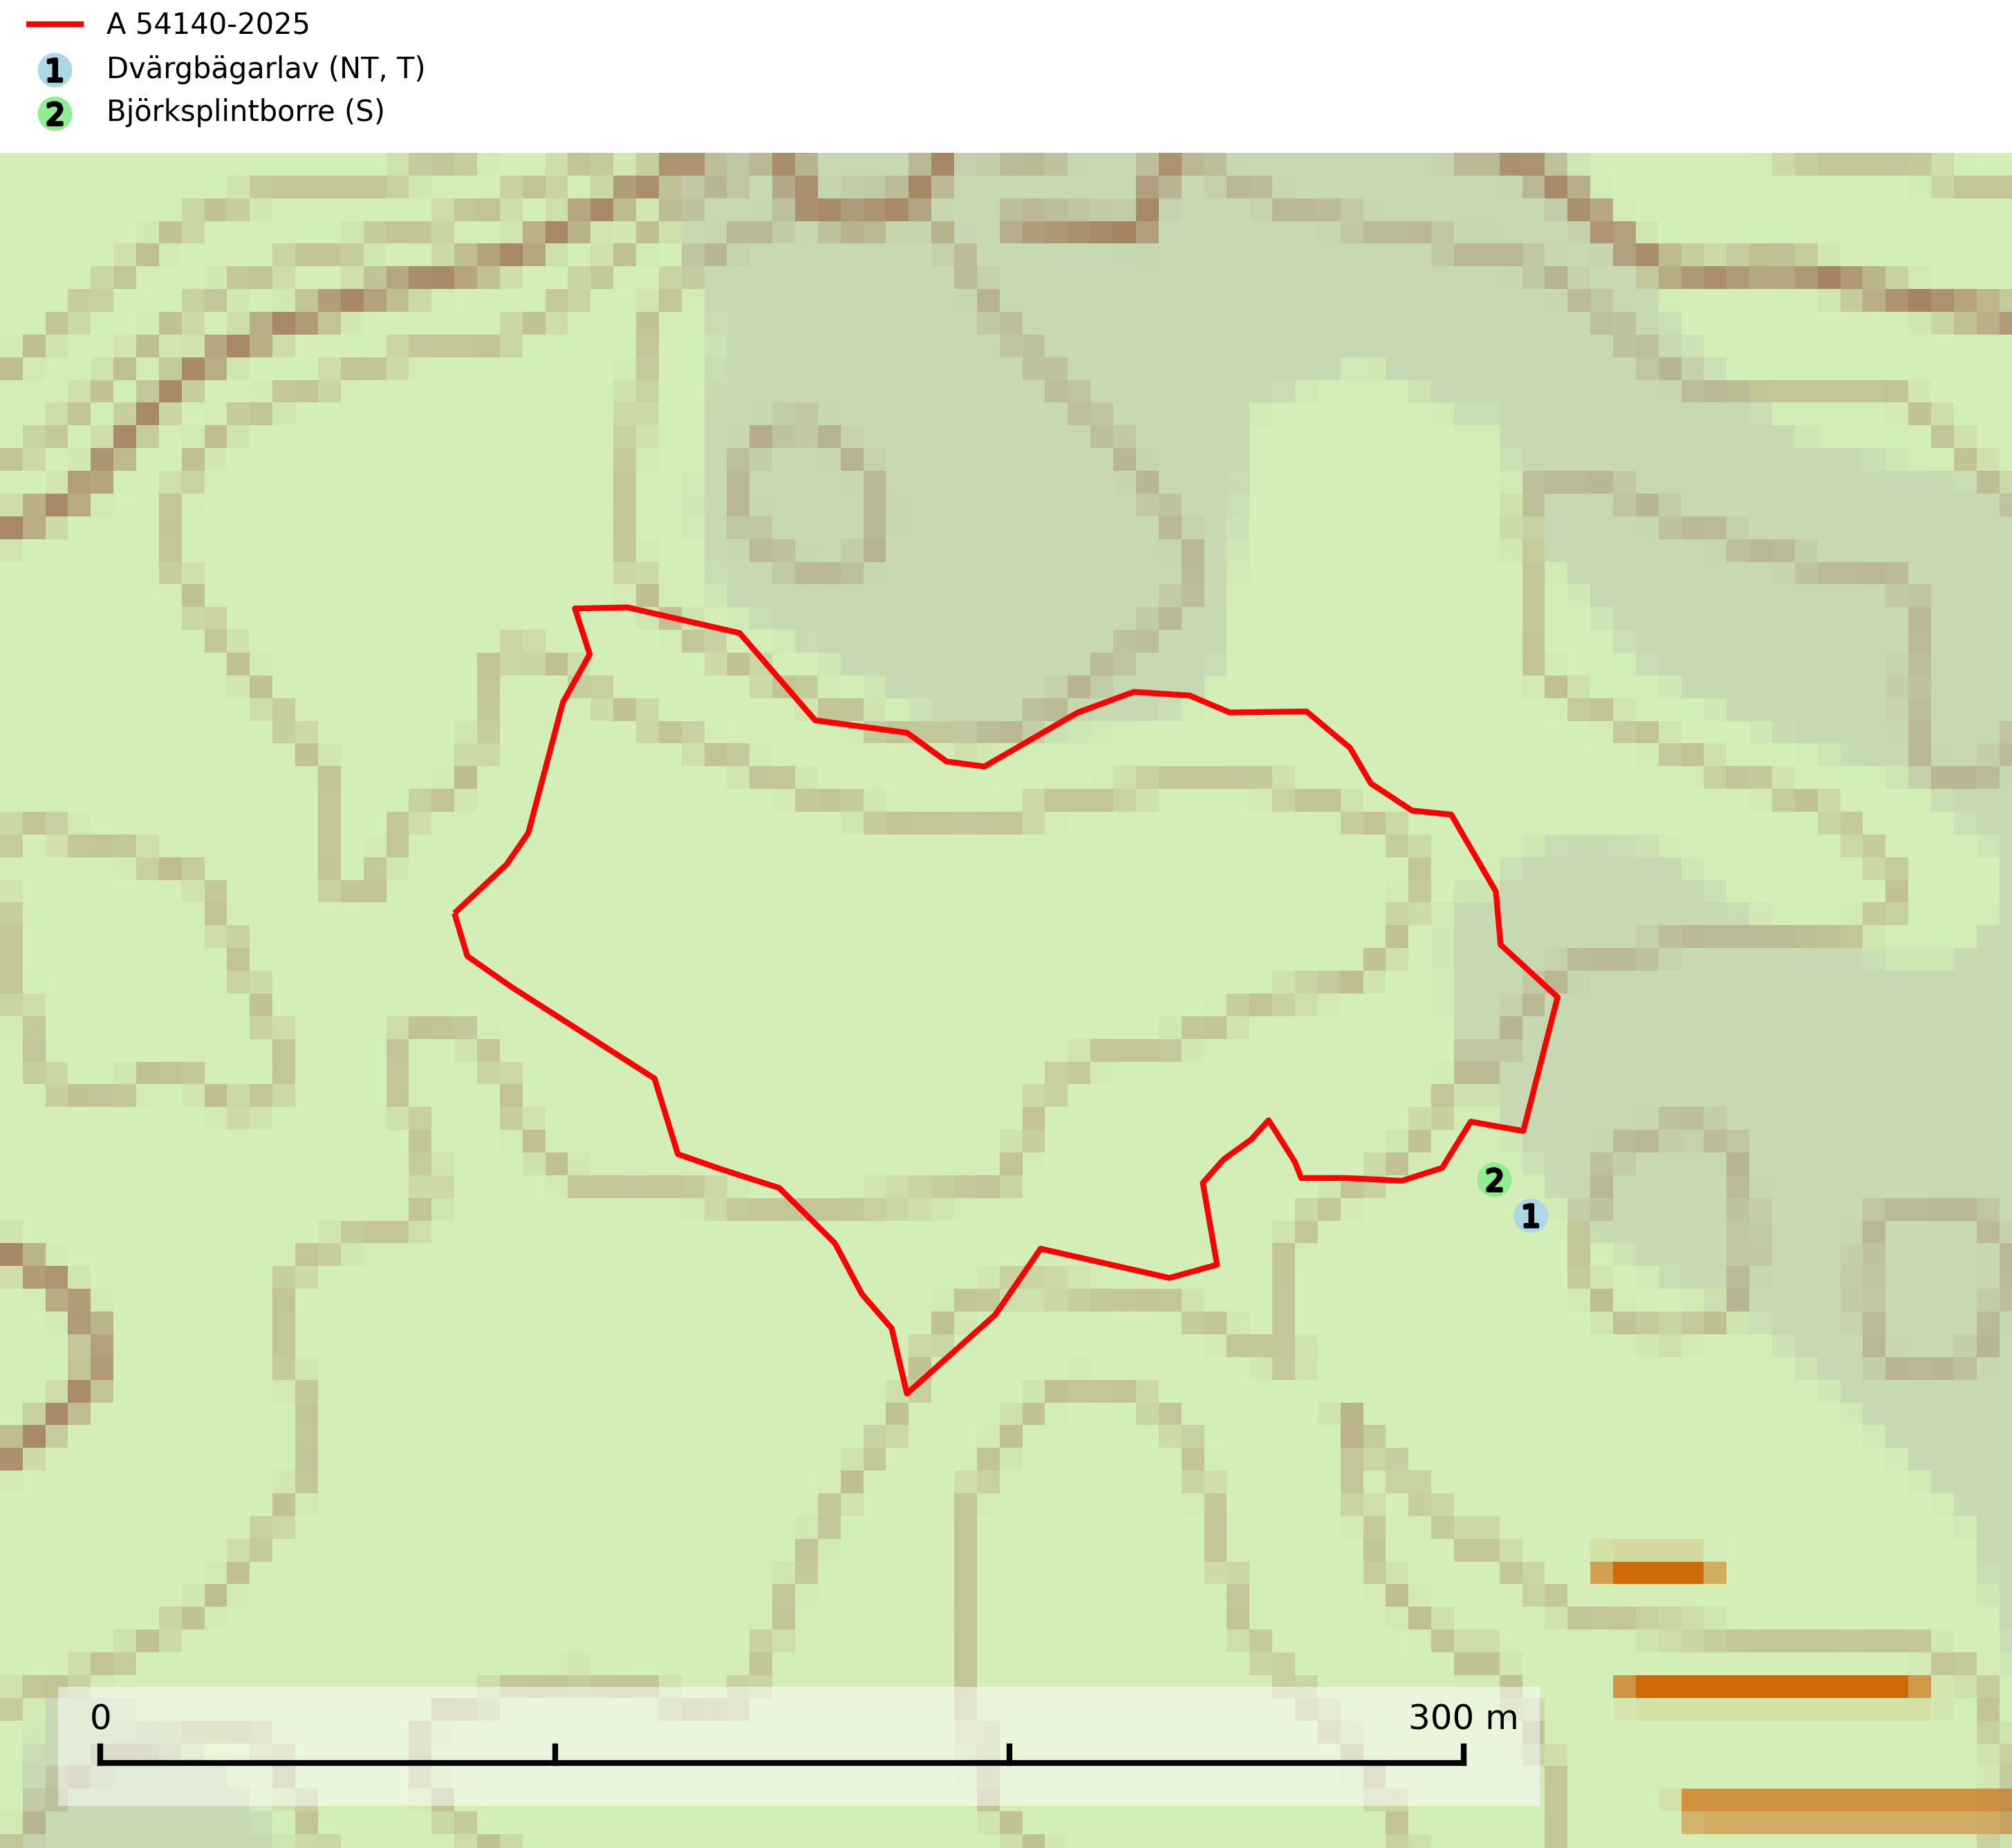 A 54140-2025
1 Dvärgbägarlav (NT, T)
2 Björksplintborre (S)
2
1
0 300 m